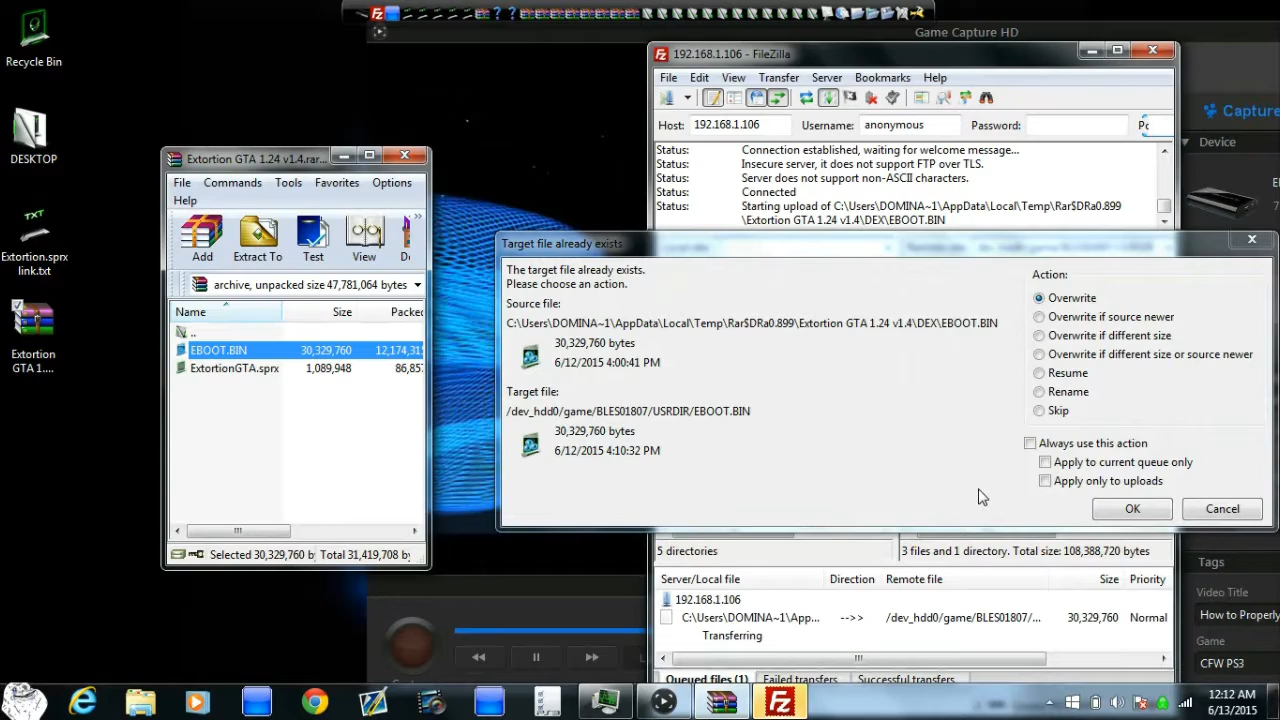 Game Capture HD
Recycle Bin
DESKTOP
TXT
Extortion.sprx
link.txt
Extortion
GTA 1....
Extortion GTA 1.24 v1.4.rar...
File Commands Tools Favorites Options
Help
Add Extract To Test View
archive, unpacked size 47,781,064 bytes
Name Size Packed
..
EBOOT.BIN 30,329,760 12,174,315
ExtortionGTA.sprx 1,089,948 86,857
Selected 30,329,760 b Total 31,419,708 b
192.168.1.106 - FileZilla
File Edit View Transfer Server Bookmarks Help
Host: 192.168.1.106 Username: anonymous Password:
Status: Connection established, waiting for welcome message...
Status: Insecure server, it does not support FTP over TLS.
Status: Server does not support non-ASCII characters.
Status: Connected
Status: Starting upload of C:\Users\DOMINA~1\AppData\Local\Temp\Rar$DRa0.899
\Extortion GTA 1.24 v1.4\DEX\EBOOT.BIN
Target file already exists
The target file already exists.
Please choose an action.
Source file:
C:\Users\DOMINA~1\AppData\Local\Temp\Rar$DRa0.899\Extortion GTA 1.24 v1.4\DEX\EBOOT.BIN
30,329,760 bytes
6/12/2015 4:00:41 PM
Target file:
/dev_hdd0/game/BLES01807/USRDIR/EBOOT.BIN
30,329,760 bytes
6/12/2015 4:10:32 PM
Action:
Overwrite
Overwrite if source newer
Overwrite if different size
Overwrite if different size or source newer
Resume
Rename
Skip
Always use this action
Apply to current queue only
Apply only to uploads
OK Cancel
5 directories
3 files and 1 directory. Total size: 108,388,720 bytes
Server/Local file Direction Remote file Size Priority
192.168.1.106
C:\Users\DOMINA~1\App... -->> /dev_hdd0/game/BLES01807/... 30,329,760 Normal
Transferring
Queued files (1) Failed transfers Successful transfers
Capture
Device
Tags
Video Title
How to Properly
Game
CFW PS3
12:12 AM
6/13/2015